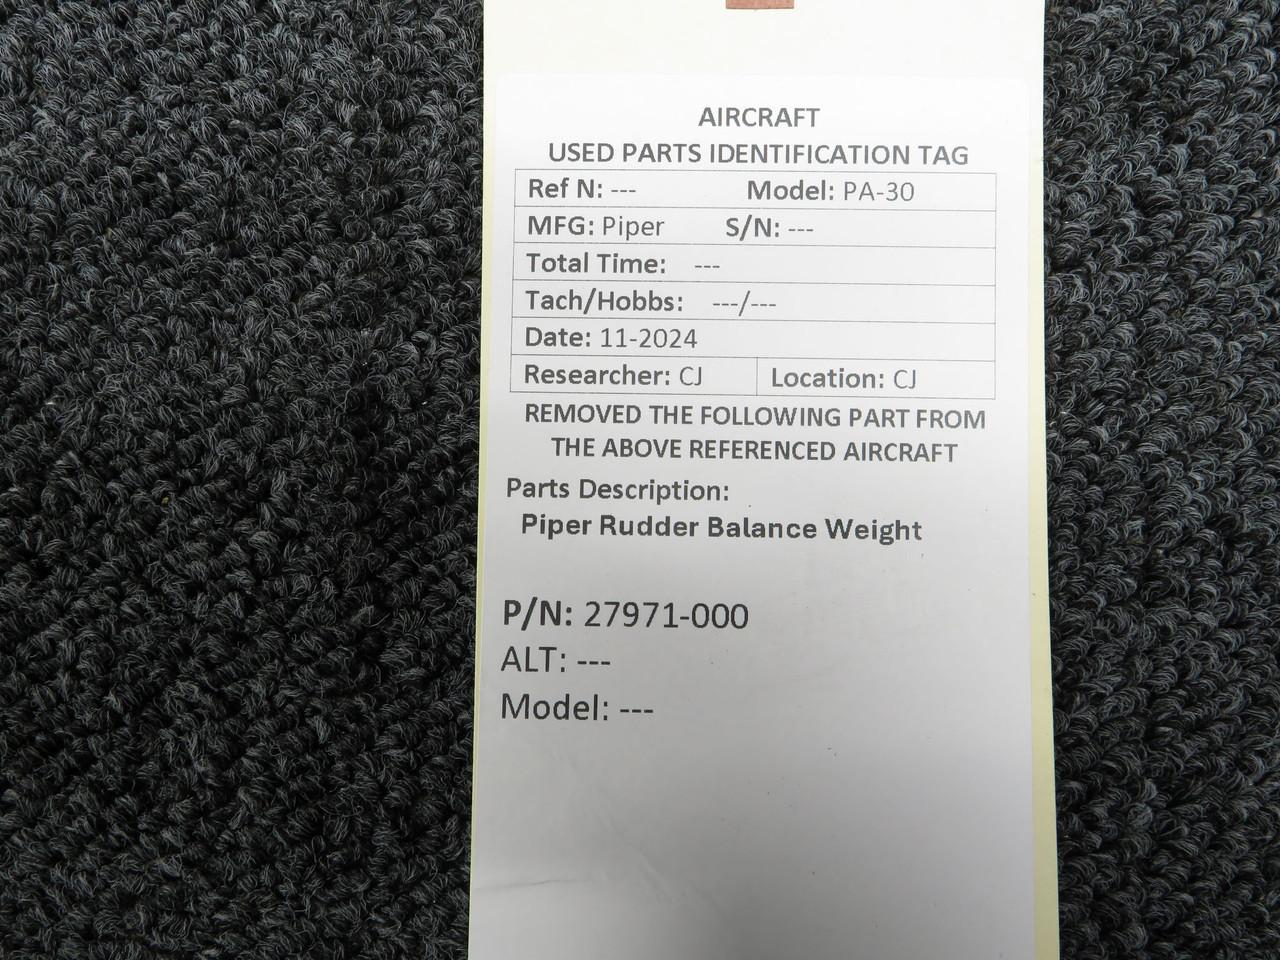 AIRCRAFT
USED PARTS IDENTIFICATION TAG
Ref N: --- Model: PA-30
MFG: Piper S/N: ---
Total Time: ---
Tach/Hobbs: ---/---
Date: 11-2024
Researcher: CJ Location: CJ
REMOVED THE FOLLOWING PART FROM
THE ABOVE REFERENCED AIRCRAFT
Parts Description:
Piper Rudder Balance Weight
P/N: 27971-000
ALT: ---
Model: ---